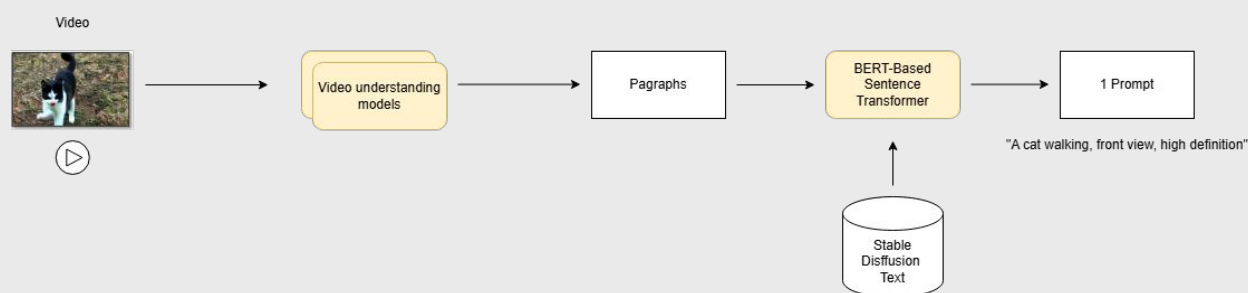 Video
Video understanding
models
Pagraphs
BERT-Based
Sentence
Transformer
1 Prompt
"A cat walking, front view, high definition"
Stable
Disffusion
Text